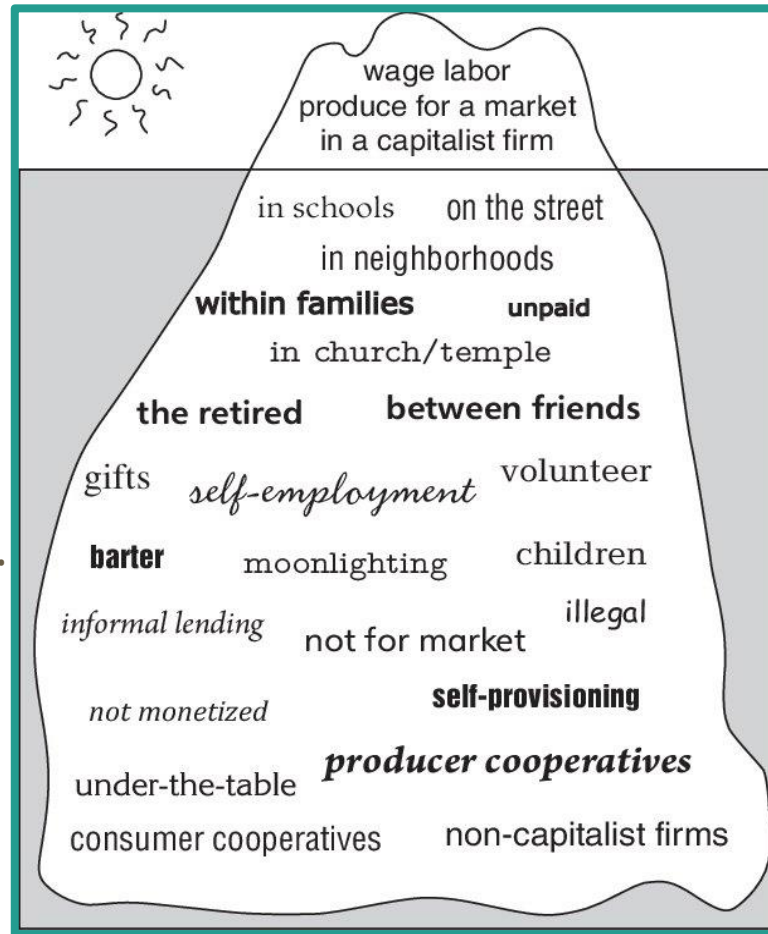 wage labor
produce for a market
in a capitalist firm
in schools on the street
in neighborhoods
within families unpaid
in church/temple
the retired between friends
gifts self-employment volunteer
barter moonlighting children
informal lending not for market illegal
not monetized self-provisioning
under-the-table producer cooperatives
consumer cooperatives non-capitalist firms